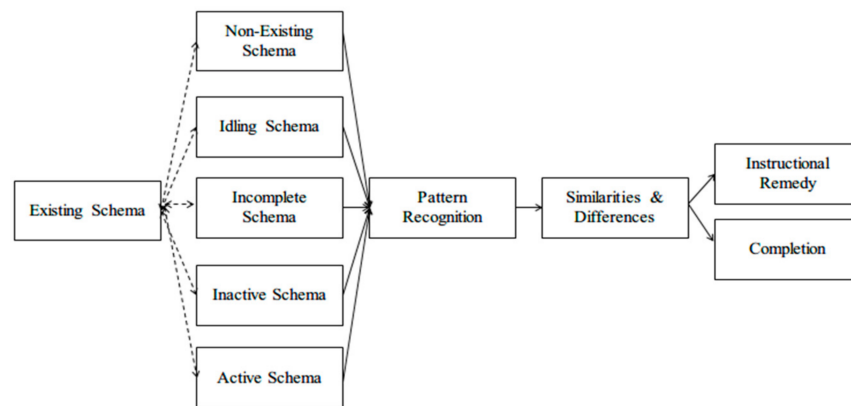 Non-Existing
Schema
Idling Schema
Existing Schema
Incomplete
Schema
Inactive Schema
Active Schema
Pattern
Recognition
Similarities &
Differences
Instructional
Remedy
Completion